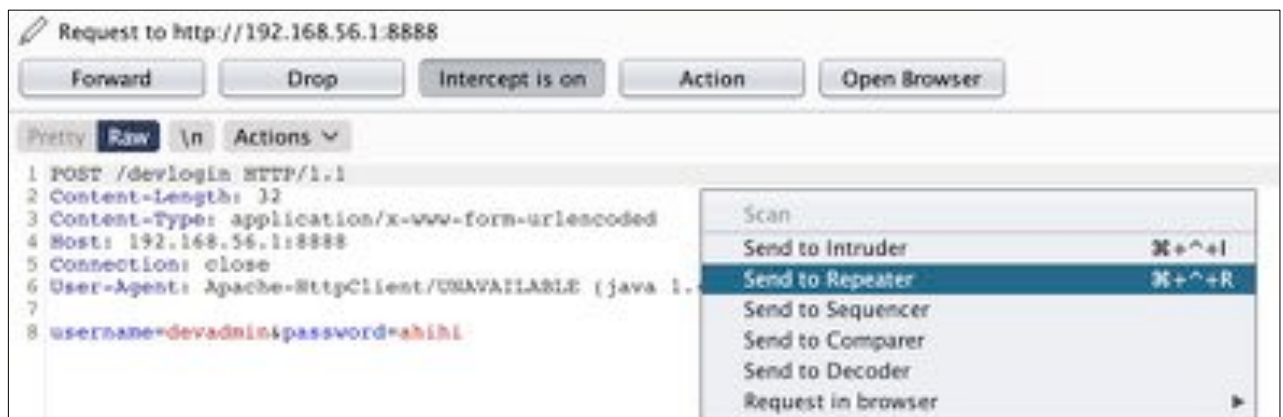 Request to http://192.168.56.1:8888
Forward Drop Intercept is on Action Open Browser
Pretty Raw \n Actions
1 POST /devlogin HTTP/1.1
2 Content-Length: 32
3 Content-Type: application/x-www-form-urlencoded
4 Host: 192.168.56.1:8888
5 Connection: close
6 User-Agent: Apache-HttpClient/UNAVAILABLE (java 1.
7
8 username=devadmin&password=ahihi
Scan
Send to Intruder ⌘+^+I
Send to Repeater ⌘+^+R
Send to Sequencer
Send to Comparer
Send to Decoder
Request in browser